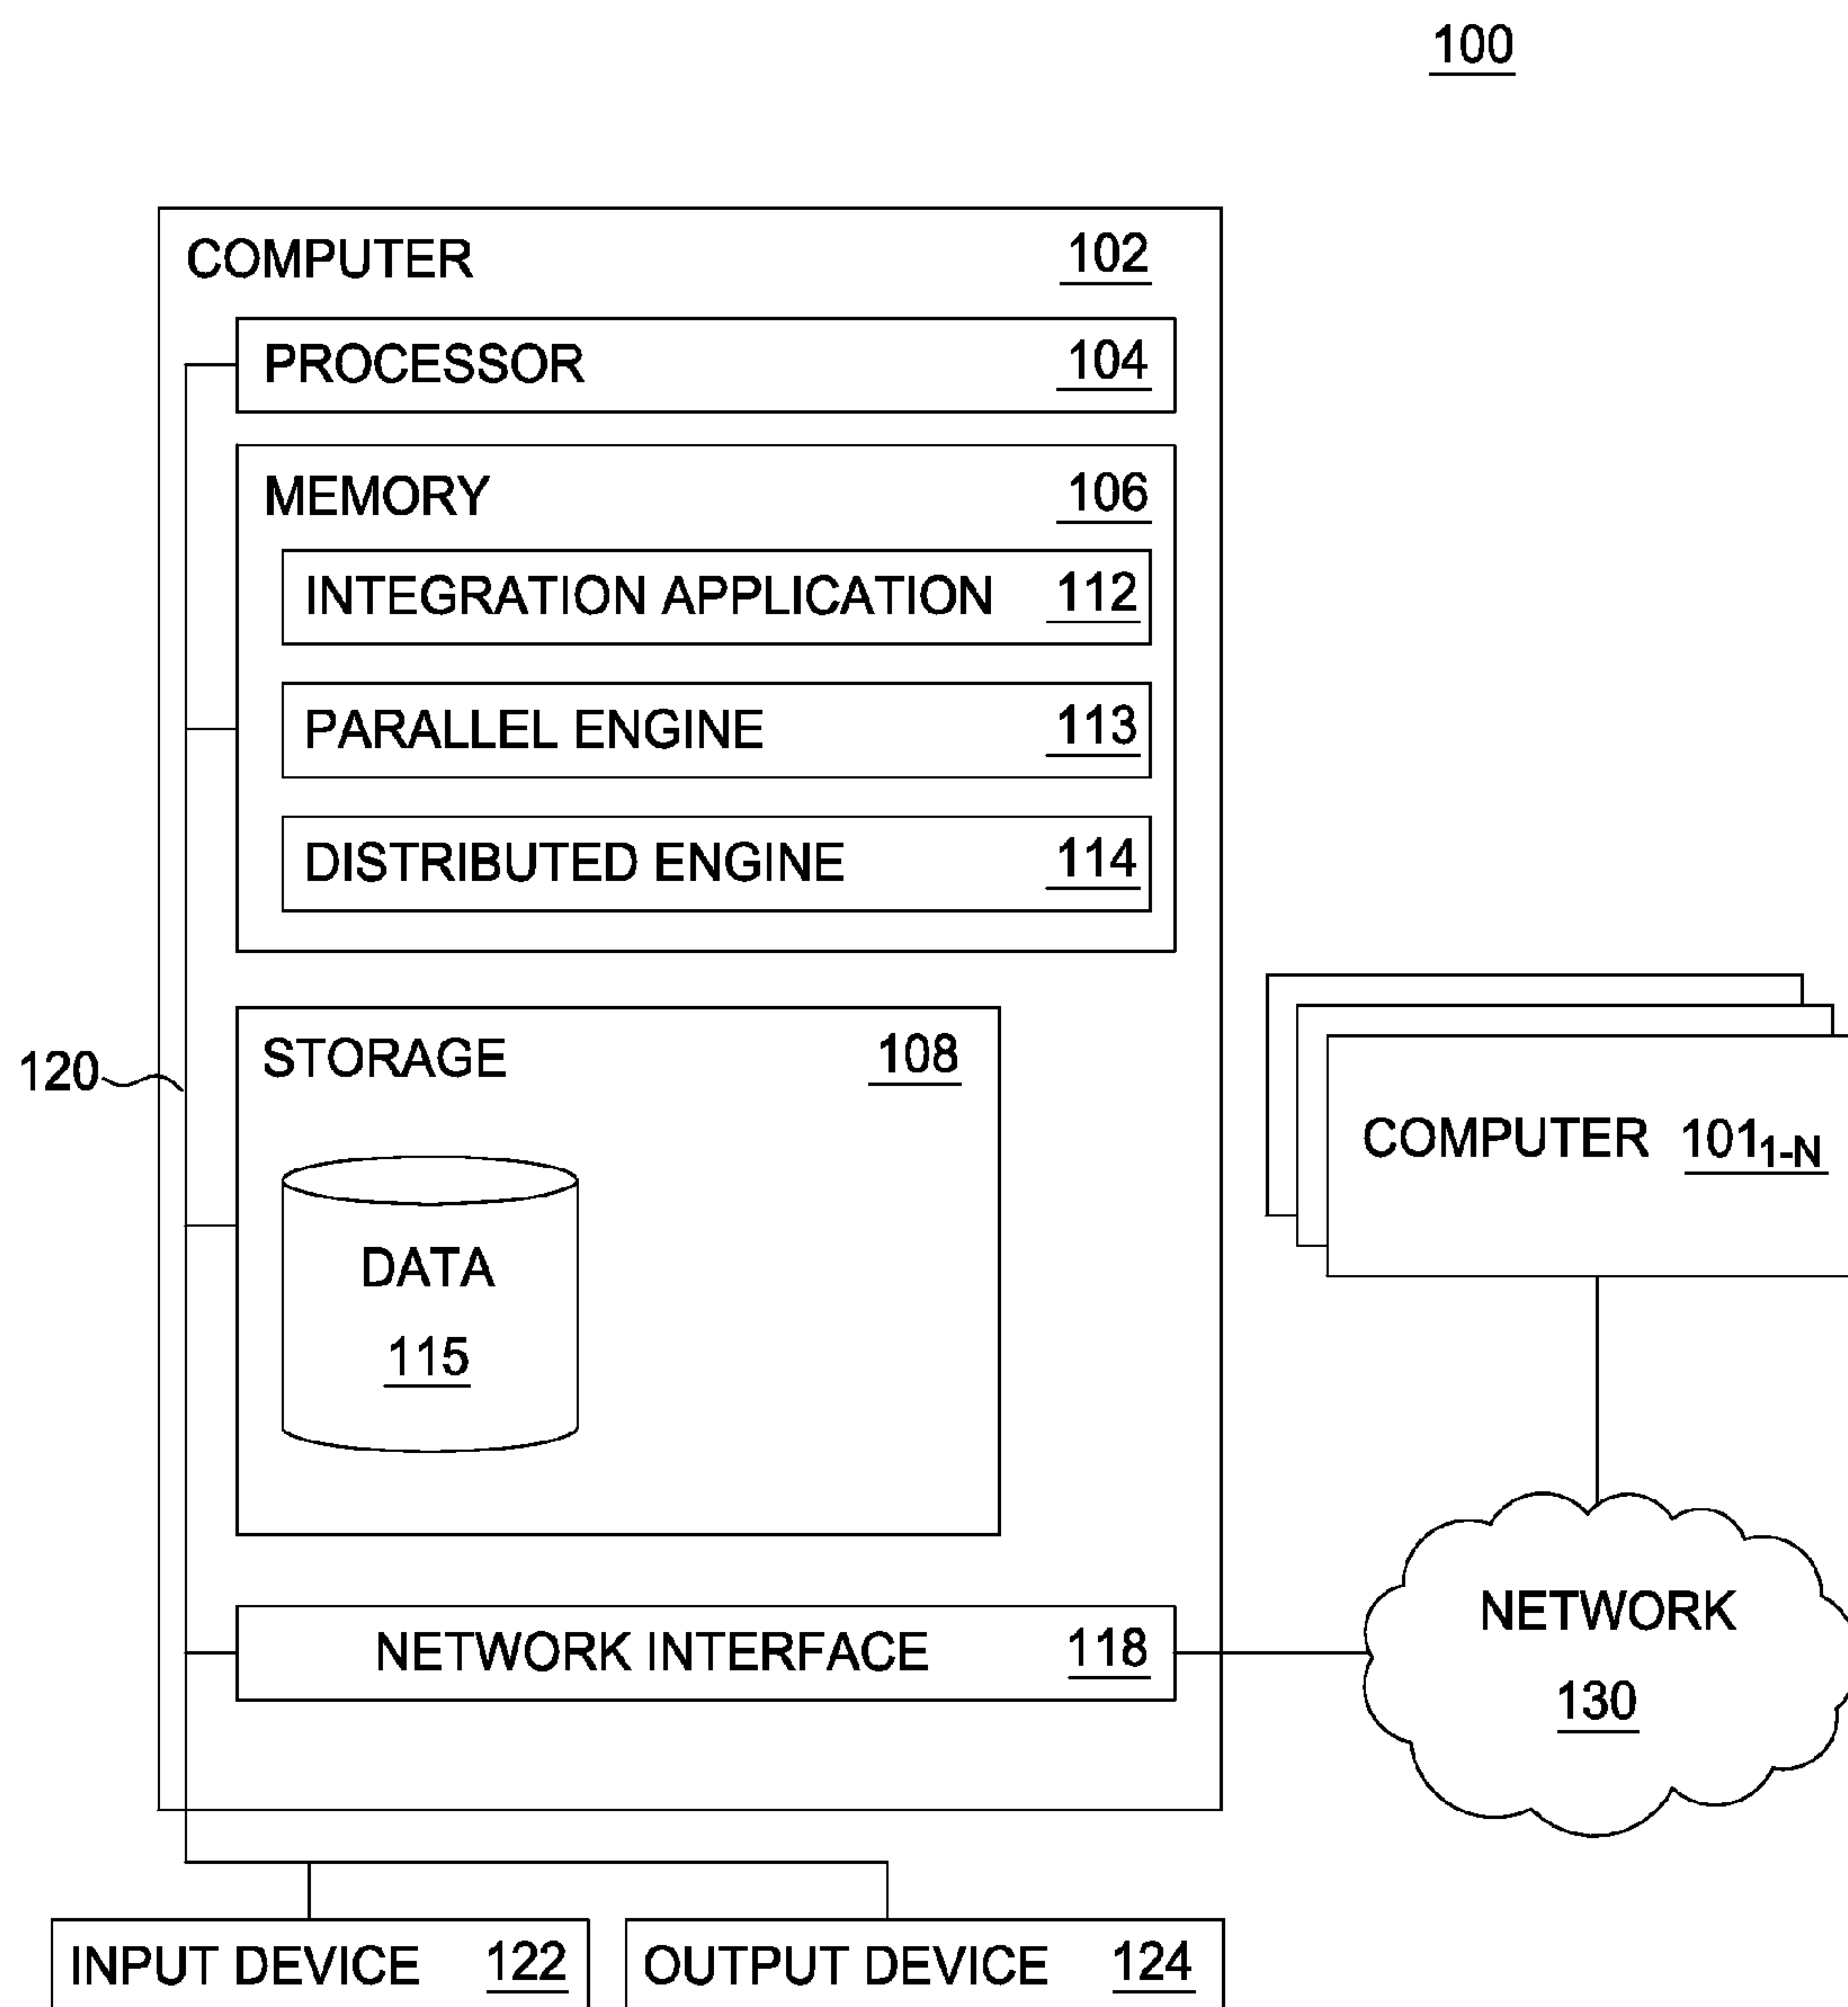 100
COMPUTER 102
PROCESSOR 104
MEMORY 106
INTEGRATION APPLICATION 112
PARALLEL ENGINE 113
DISTRIBUTED ENGINE 114
STORAGE 108
120
DATA
115
COMPUTER 101₁₋N
NETWORK INTERFACE 118
NETWORK
130
INPUT DEVICE 122
OUTPUT DEVICE 124